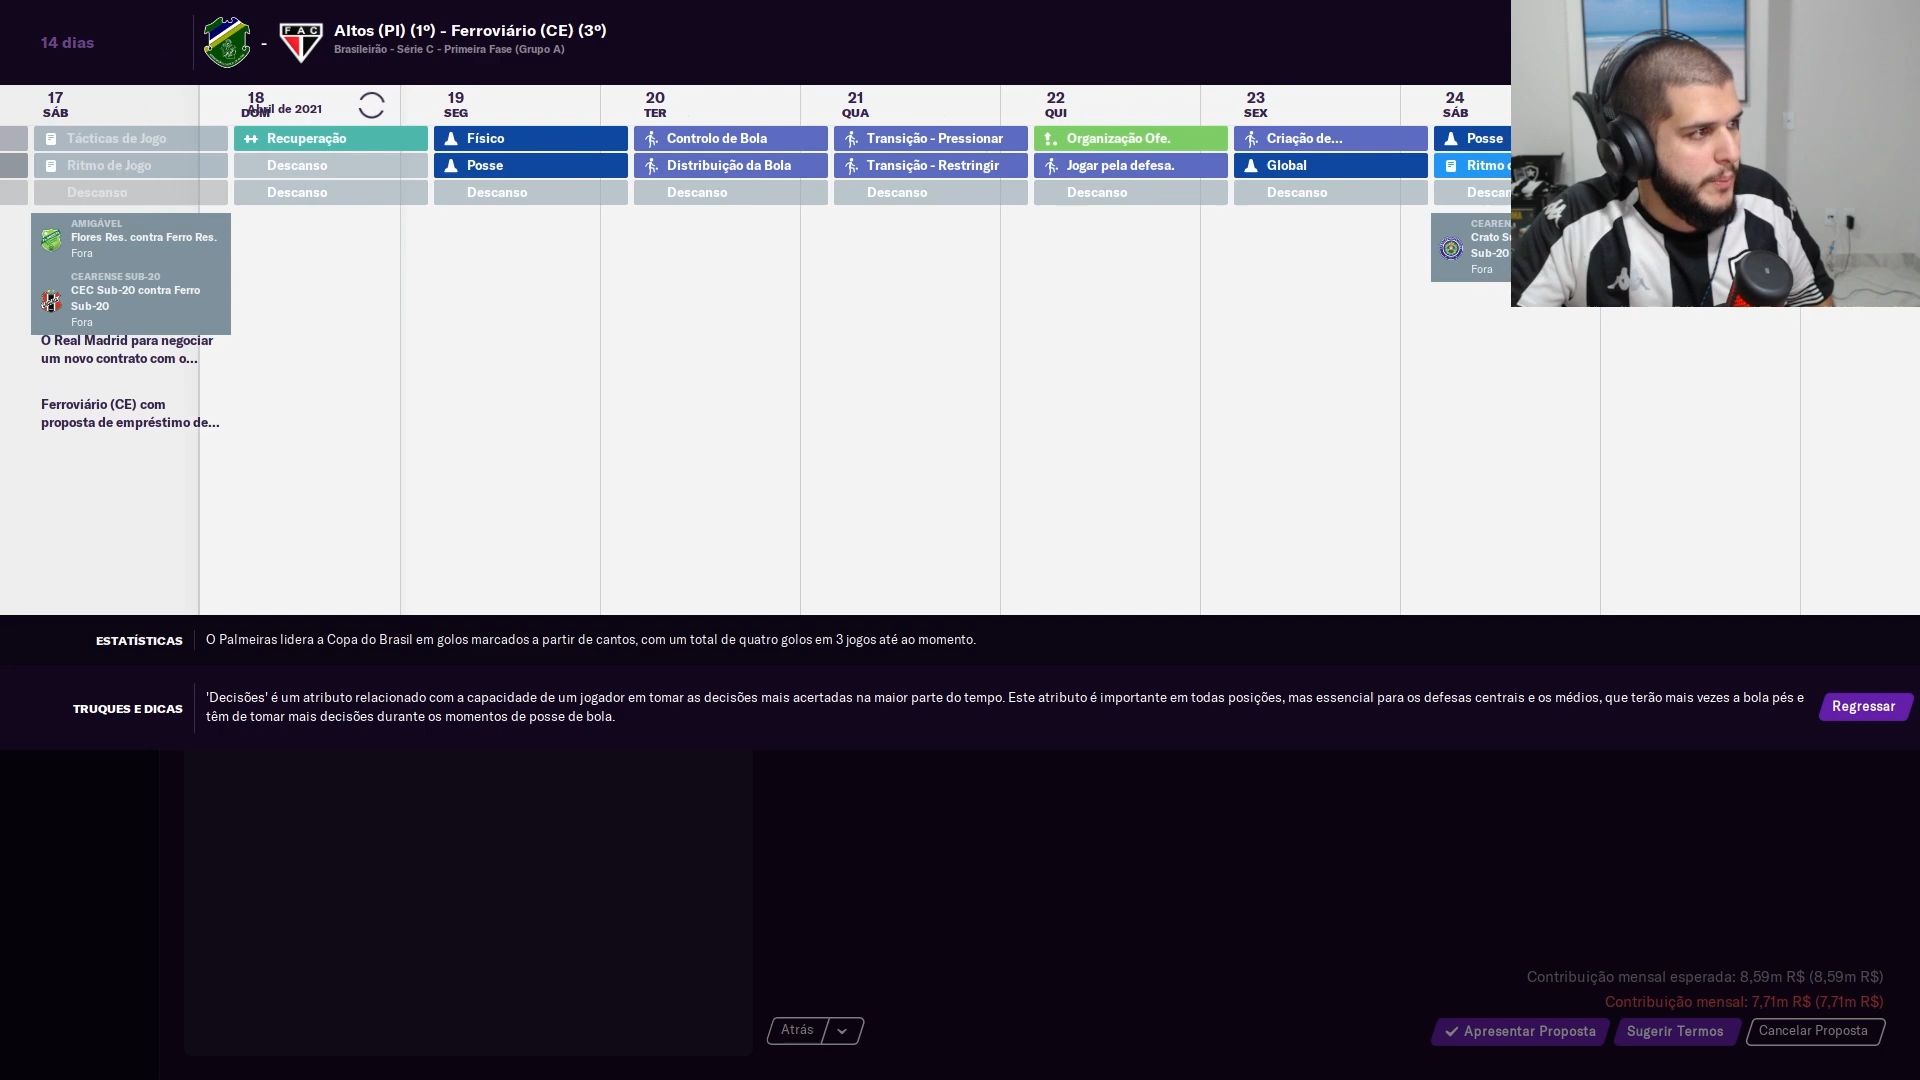 14 dias
FAC
Altos (PI) (1º) - Ferroviário (CE) (3º)
Brasileirão - Série C - Primeira Fase (Grupo A)
17
SÁB
18
DOM
Abril de 2021
19
SEG
20
TER
21
QUA
22
QUI
23
SEX
24
SÁB
Tácticas de Jogo
Recuperação
Físico
Controlo de Bola
Transição - Pressionar
Organização Ofe.
Criação de...
Posse
Ritmo de Jogo
Descanso
Posse
Distribuição da Bola
Transição - Restringir
Jogar pela defesa.
Global
Ritmo
Descanso
Descanso
Descanso
Descanso
Descanso
Descanso
Descanso
Descan
AMIGÁVEL
Flores Res. contra Ferro Res.
Fora
CEARENSE SUB-20
CEC Sub-20 contra Ferro
Sub-20
Fora
CEAREN
Crato S
Sub-20
Fora
O Real Madrid para negociar
um novo contrato com o...
Ferroviário (CE) com
proposta de empréstimo de...
ESTATÍSTICAS
O Palmeiras lidera a Copa do Brasil em golos marcados a partir de cantos, com um total de quatro golos em 3 jogos até ao momento.
TRUQUES E DICAS
'Decisões' é um atributo relacionado com a capacidade de um jogador em tomar as decisões mais acertadas na maior parte do tempo. Este atributo é importante em todas posições, mas essencial para os defesas centrais e os médios, que terão mais vezes a bola pés e
têm de tomar mais decisões durante os momentos de posse de bola.
Regressar
Contribuição mensal esperada: 8,59m R$ (8,59m R$)
Contribuição mensal: 7,71m R$ (7,71m R$)
Atrás
Apresentar Proposta
Sugerir Termos
Cancelar Proposta